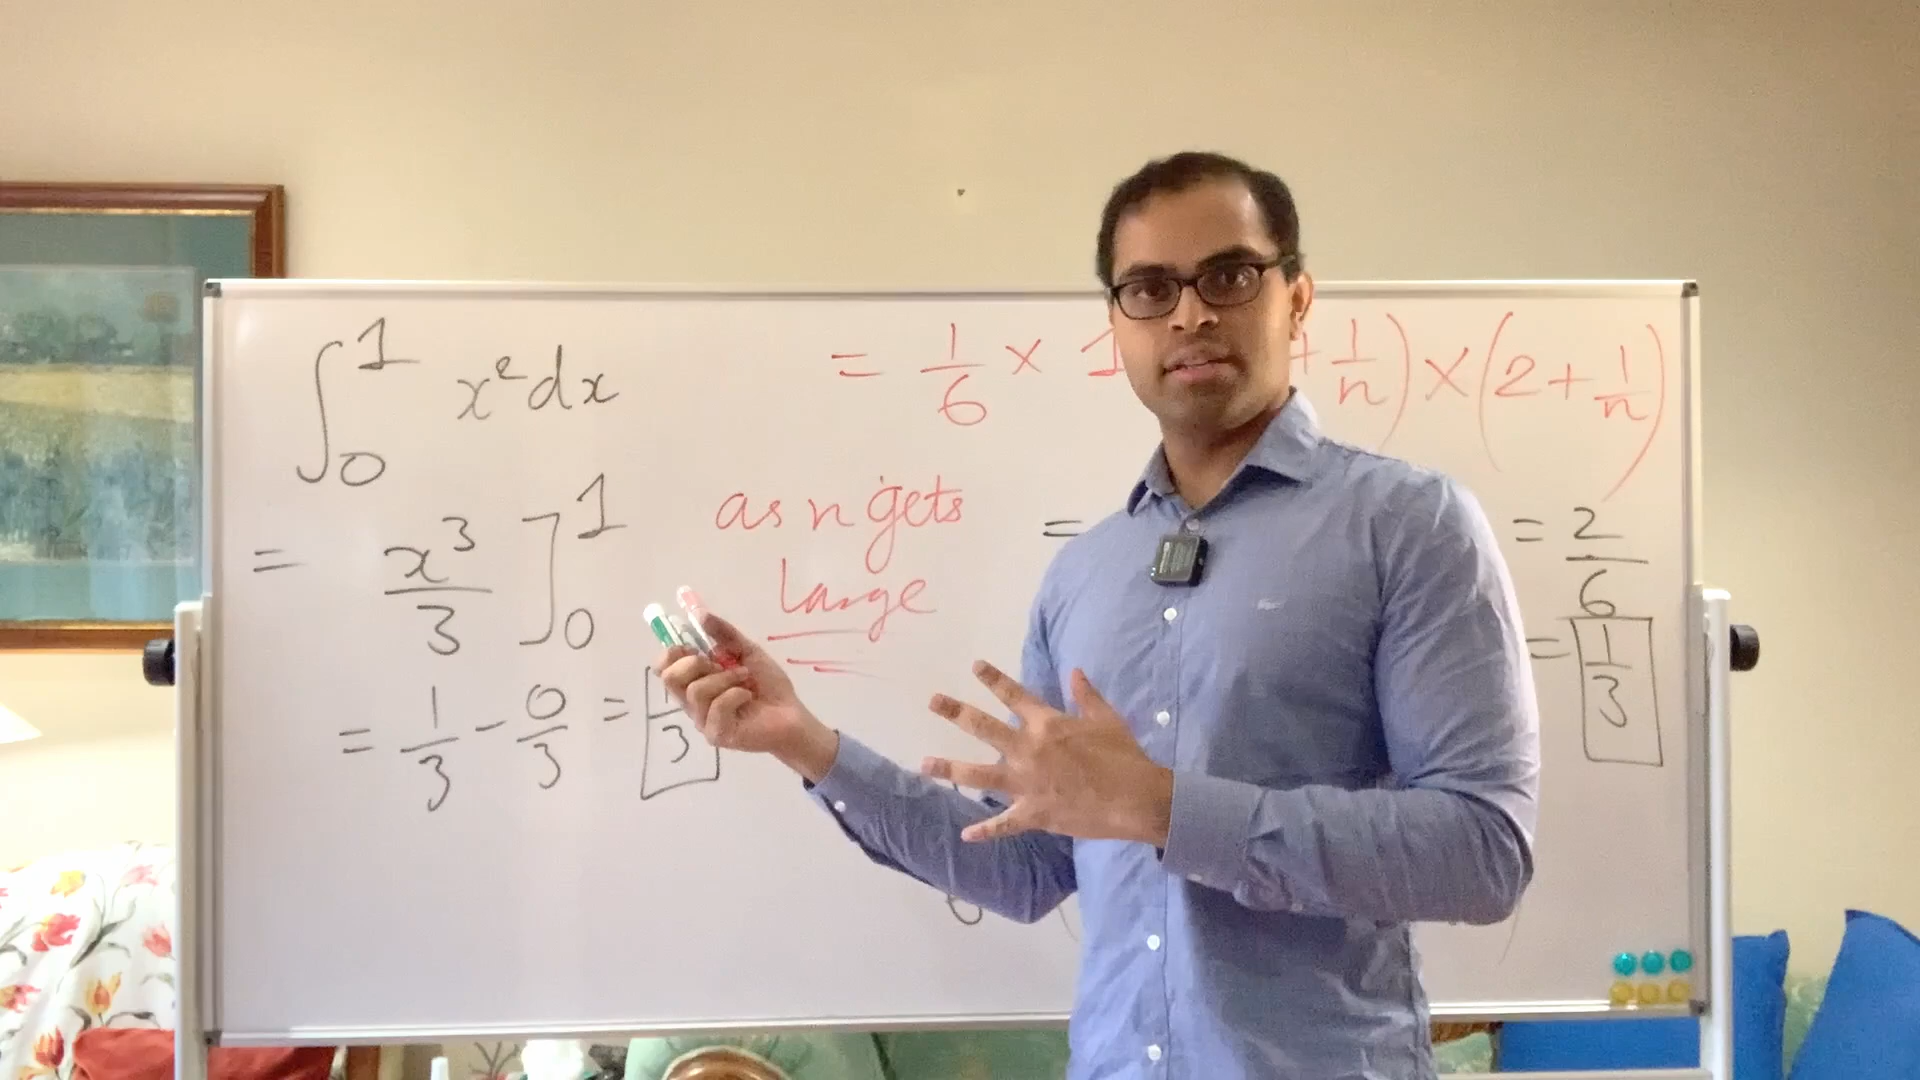 ∫₀¹ x² dx
= x³/3 ]₀¹
= 1/3 − 0/3 = 1/3
= 1/6 × 1 + 1/n) × (2 + 1/n)
as n gets
large
=
= 2/6
= 1/3